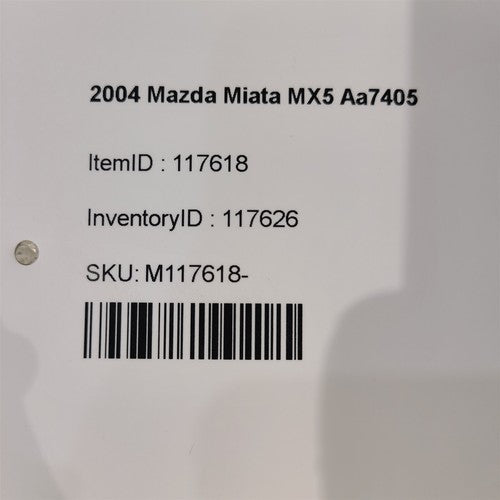 2004 Mazda Miata MX5 Aa7405
ItemID : 117618
InventoryID : 117626
SKU: M117618-